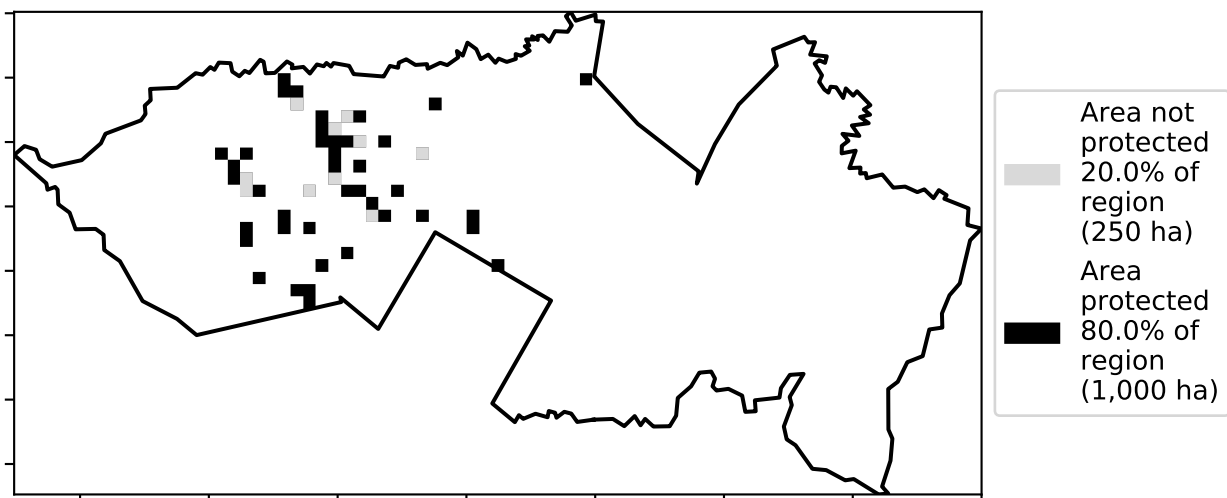 Area not
protected
20.0% of
region
(250 ha)
Area
protected
80.0% of
region
(1,000 ha)